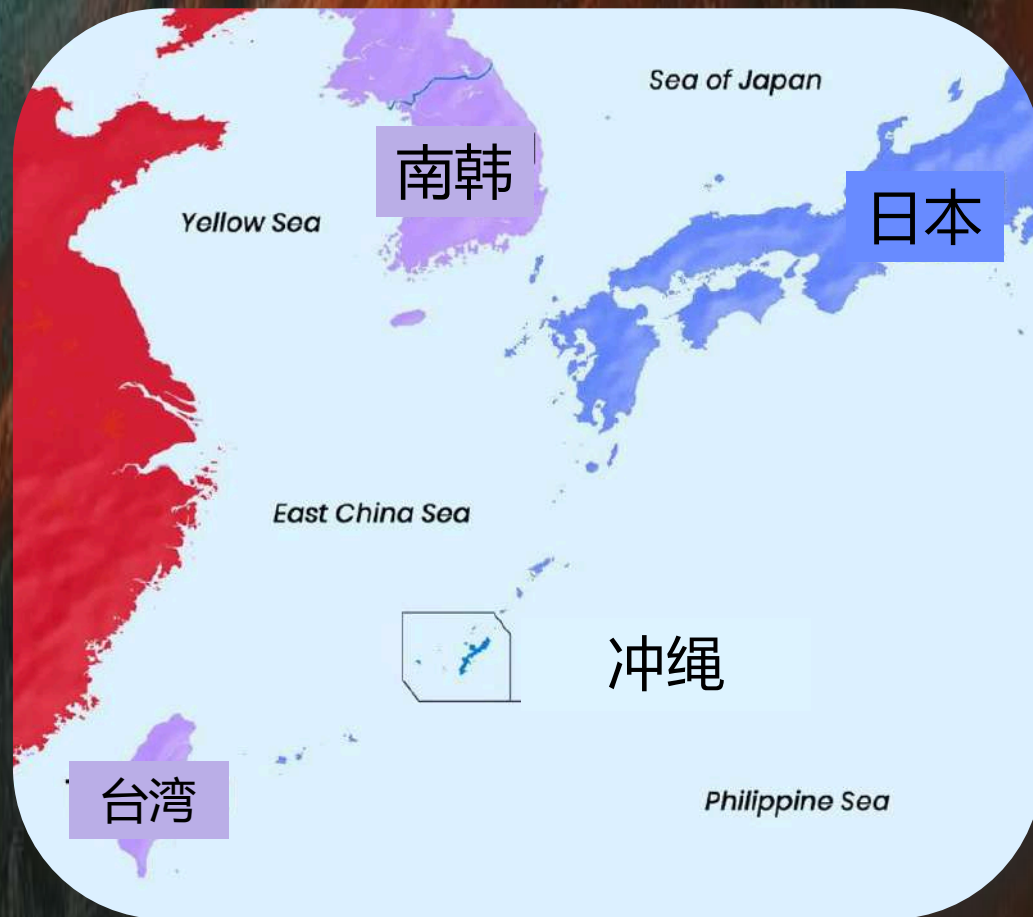 Sea of Japan
南韩
日本
Yellow Sea
East China Sea
冲绳
台湾
Philippine Sea